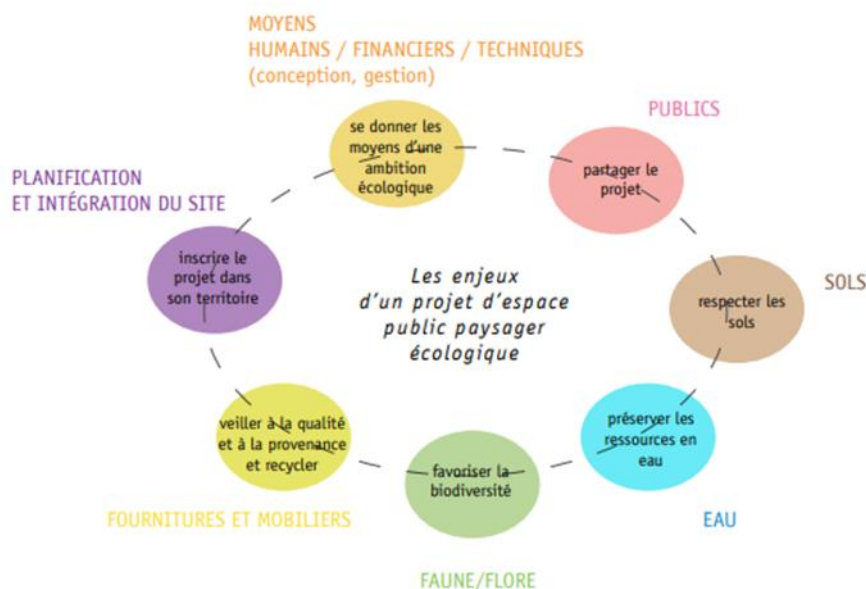 MOYENS
HUMAINS / FINANCIERS / TECHNIQUES
(conception, gestion)
se donner les
moyens d'une
ambition
écologique
PUBLICS
partager le
projet
PLANIFICATION
ET INTÉGRATION DU SITE
inscrire le
projet dans
son territoire
Les enjeux
d'un projet d'espace
public paysager
écologique
SOLS
respecter les
sols
veiller à la qualité
et à la provenance
et recycler
FOURNITURES ET MOBILIERS
favoriser la
biodiversité
FAUNE/FLORE
préserver les
ressources en
eau
EAU